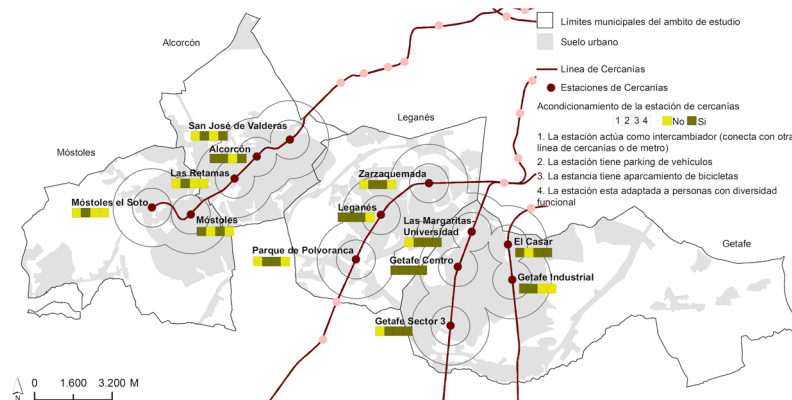 Límites municipales del ambito de estudio
Suelo urbano
Línea de Cercanías
Estaciones de Cercanías
Acondicionamiento de la estación de cercanías
1 2 3 4 No Si
1. La estación actúa como intercambiador (conecta con otra
línea de cercanías o de metro)
2. La estación tiene parking de vehículos
3. La estancia tiene aparcamiento de bicicletas
4. La estación esta adaptada a personas con diversidad
funcional
Alcorcón
Leganés
Móstoles
Getafe
San José de Valderas
Alcorcón
Las Retamas
Móstoles el Soto
Móstoles
Zarzaquemada
Leganés
Las Margaritas-
Universidad
Parque de Polvoranca
Getafe Centro
El Casar
Getafe Industrial
Getafe Sector 3
N
0 1.600 3.200 M